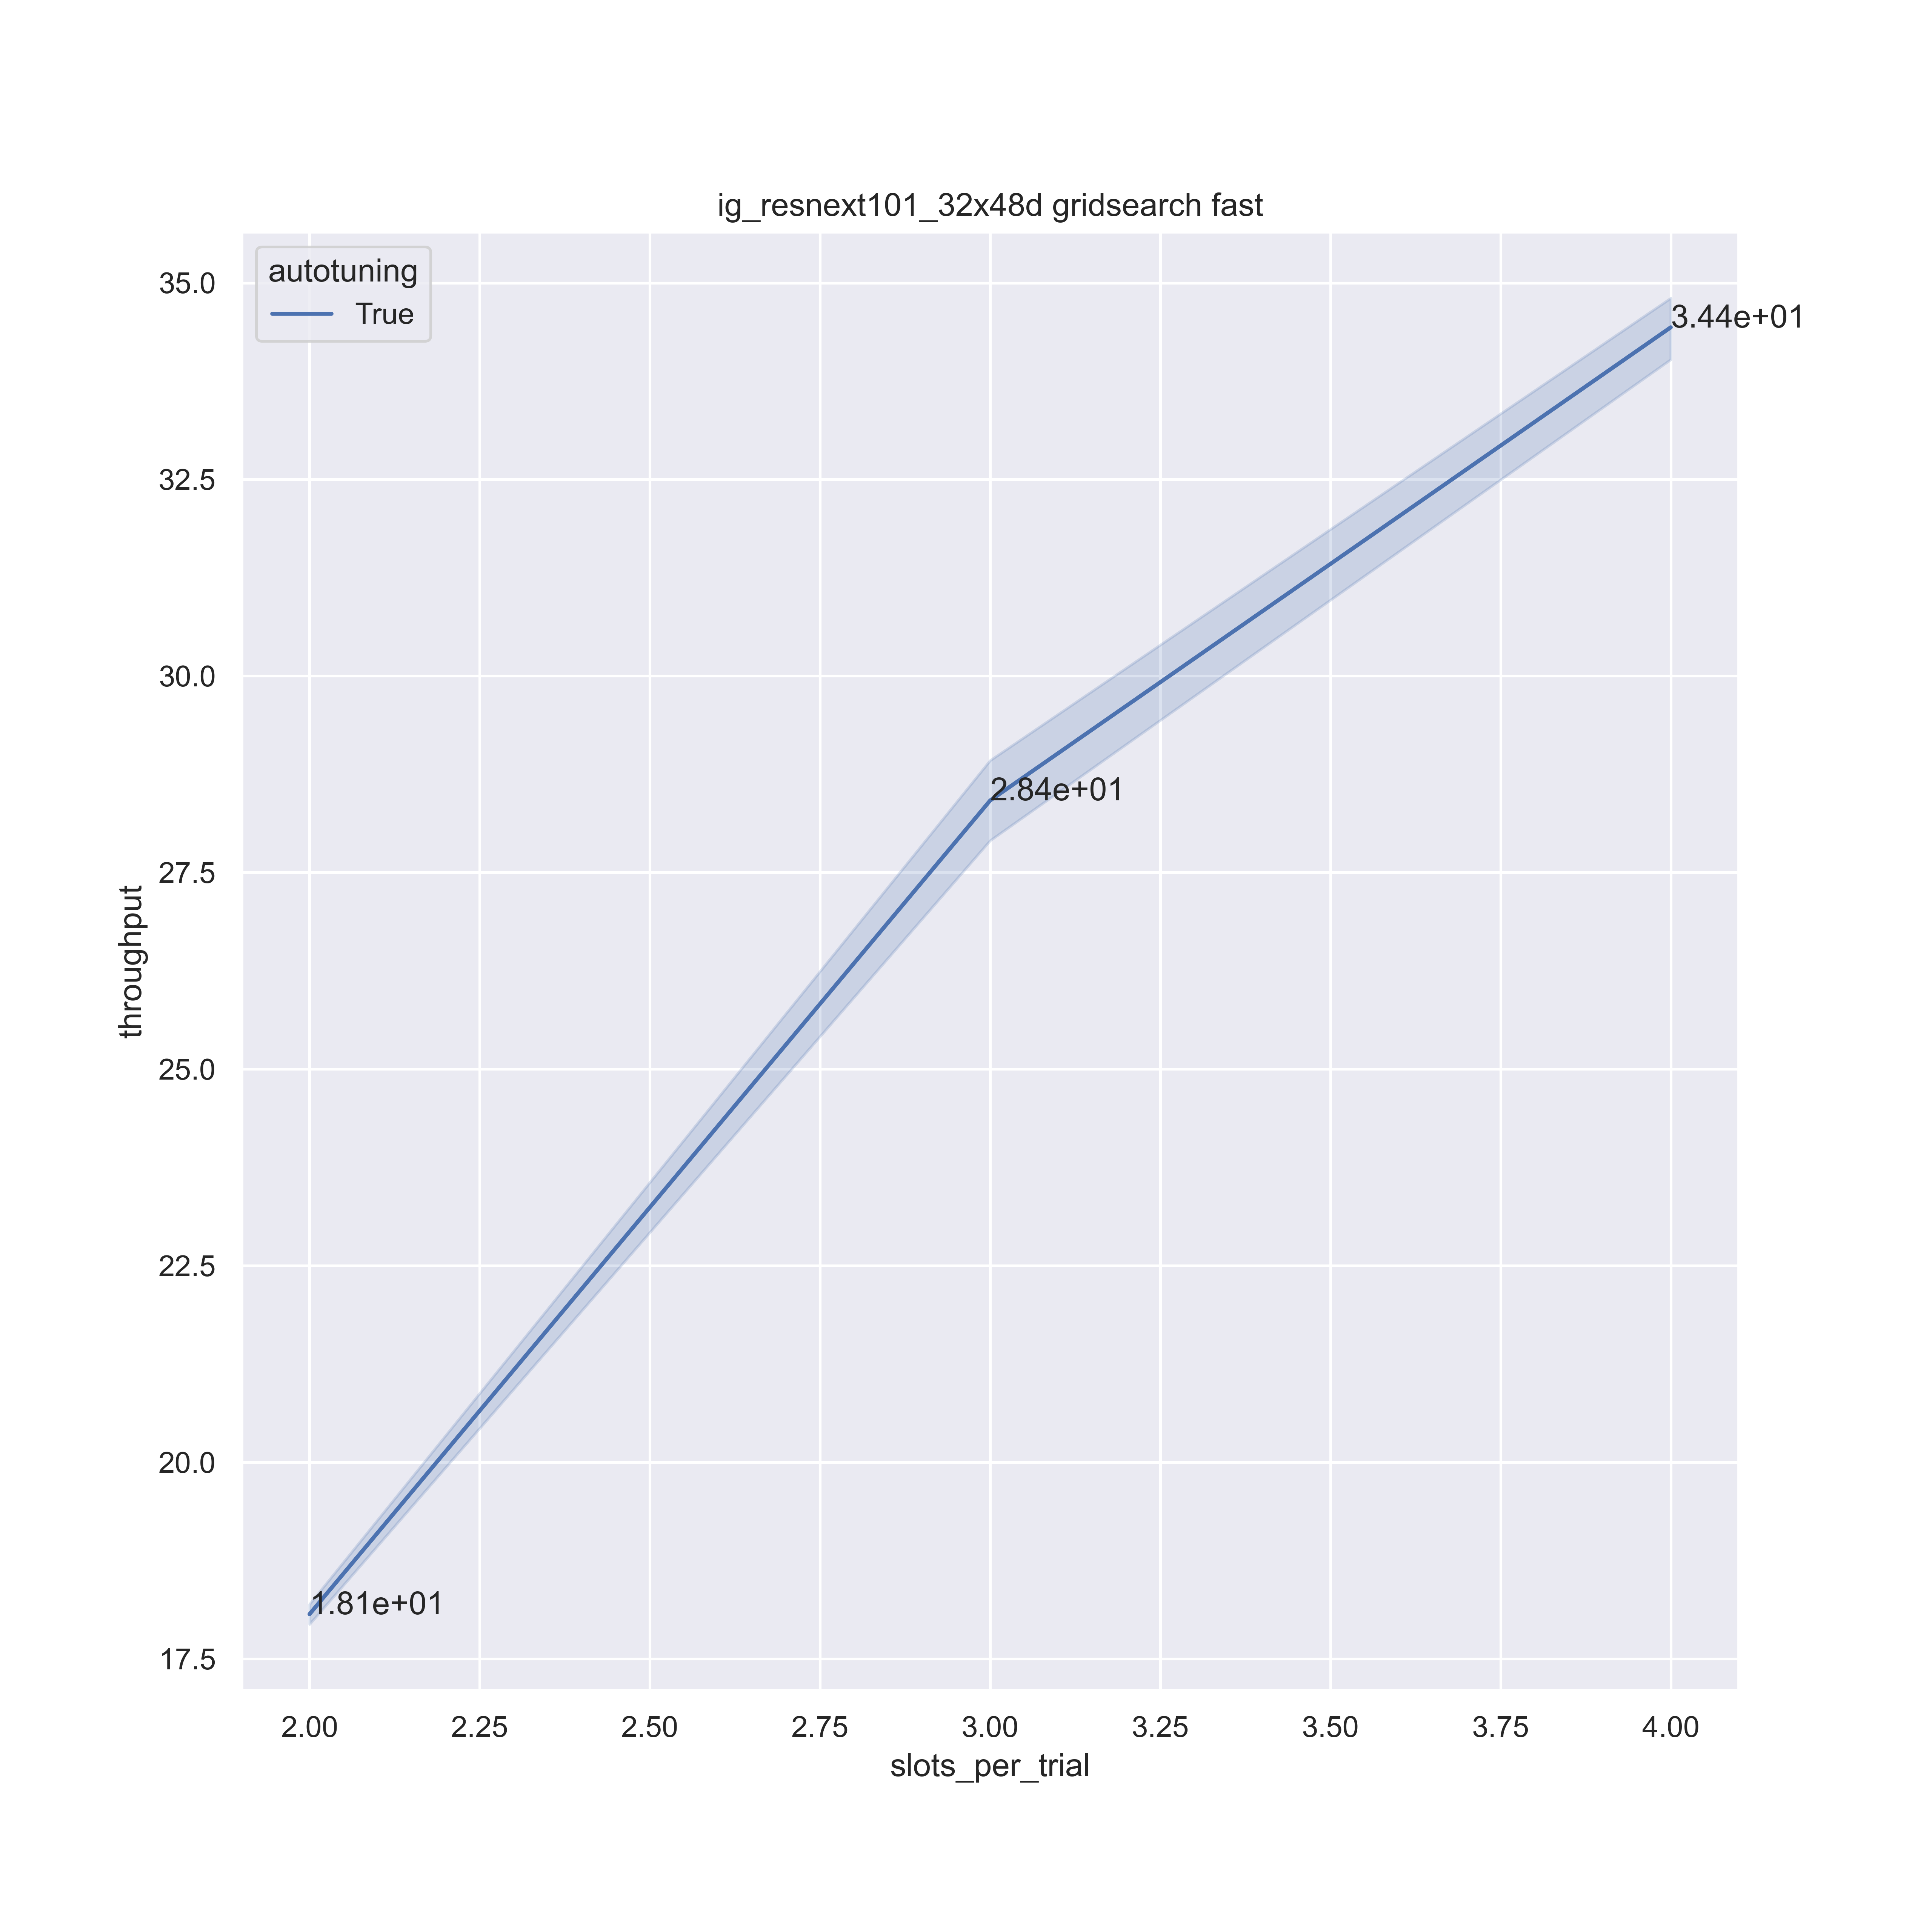 ig_resnext101_32x48d gridsearch fast
autotuning
True
35.0
32.5
30.0
27.5
25.0
22.5
20.0
17.5
throughput
3.44e+01
2.84e+01
1.81e+01
2.00 2.25 2.50 2.75 3.00 3.25 3.50 3.75 4.00
slots_per_trial